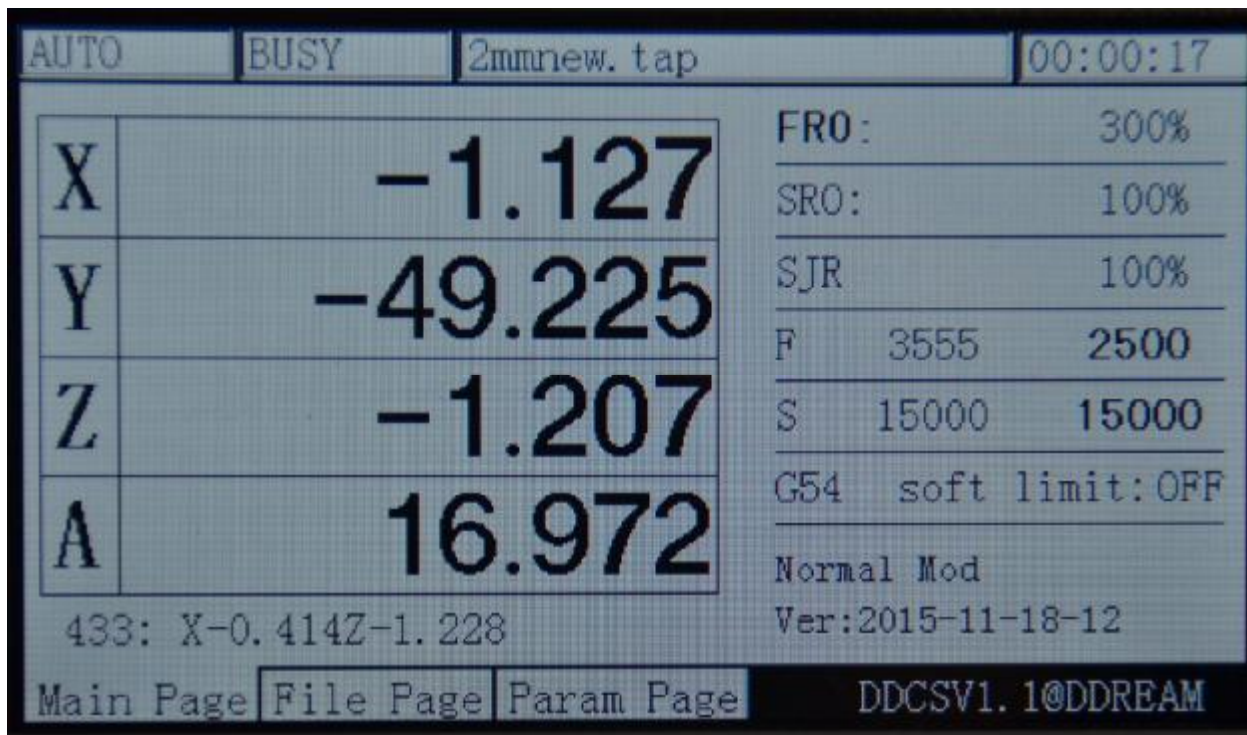 AUTO BUSY 2mmnew.tap 00:00:17
X -1.127
Y -49.225
Z -1.207
A 16.972
433: X-0.414Z-1.228
FRO: 300%
SRO: 100%
SJR 100%
F 3555 2500
S 15000 15000
G54 soft limit:OFF
Normal Mod
Ver:2015-11-18-12
Main Page File Page Param Page DDCSV1.1@DDREAM